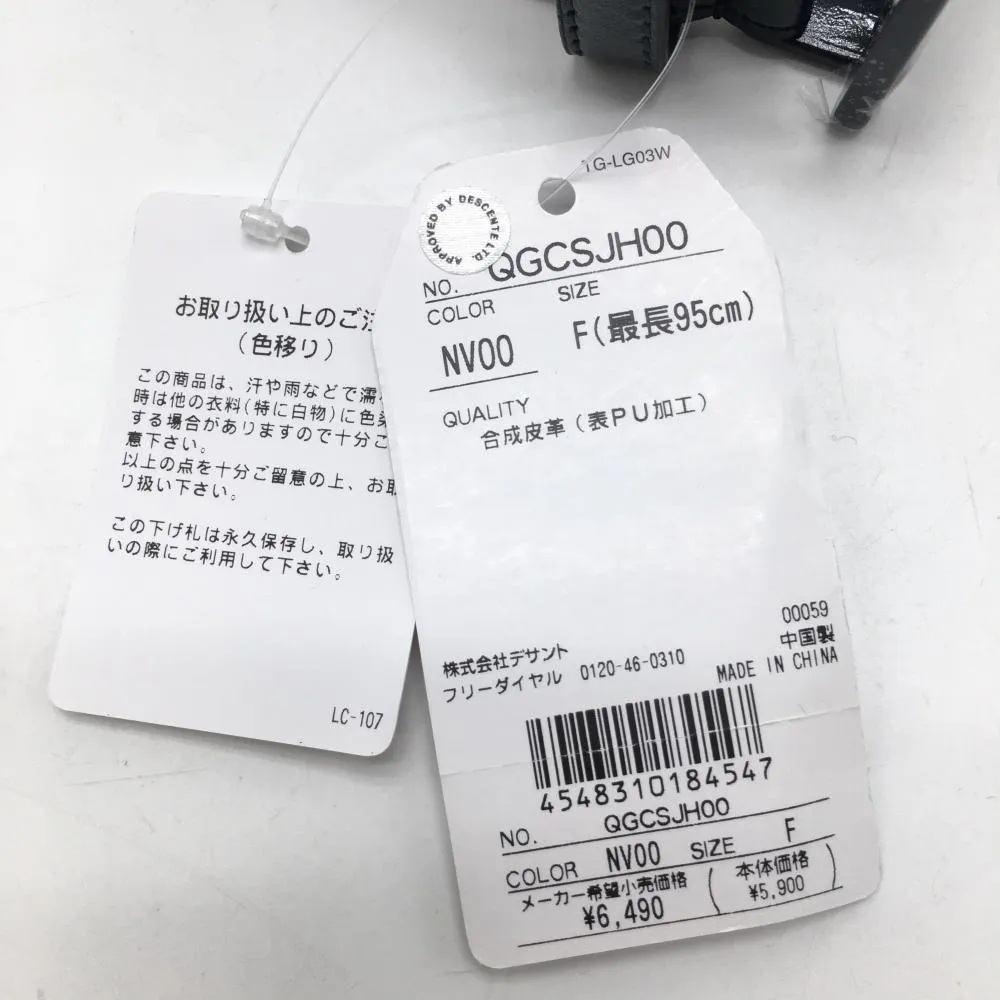 お取り扱い上のご注
(色移り)
この商品は、汗や雨などで濡れ
時は他の衣料(特に白物)に色染
する場合がありますので十分ご
意下さい。
以上の点を十分ご留意の上、お取
り扱い下さい。
この下げ札は永久保存し、取り扱
いの際にご利用して下さい。
LC-107
TG-LG03W
APPROVED BY DESCENTE LTD.
NO. QGCSJH00
COLOR SIZE
NV00 F(最長95cm)
QUALITY
合成皮革(表PU加工)
00059
中国製
株式会社デサント
フリーダイヤル 0120-46-0310 MADE IN CHINA
4548310184547
NO. QGCSJH00
COLOR NV00 SIZE F
メーカー希望小売価格 本体価格
¥6,490 ¥5,900